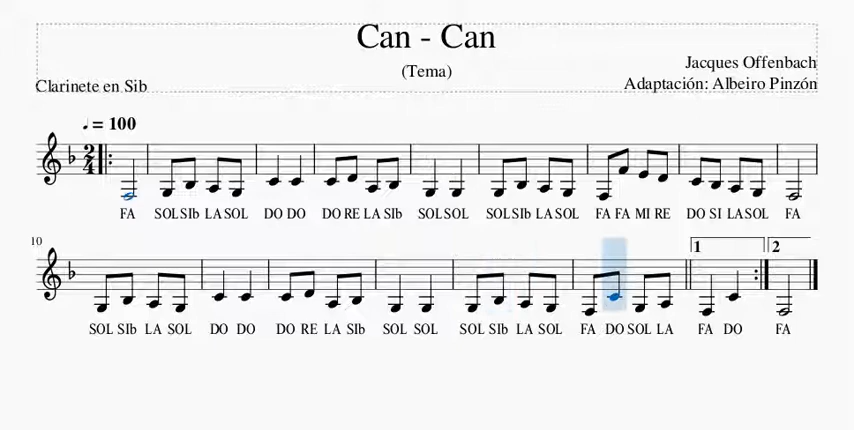 Can - Can
(Tema)
Jacques Offenbach
Clarinete en Sib
Adaptación: Albeiro Pinzón
♩ = 100
2/4
FA SOL SIb LA SOL DO DO DO RE LA SIb SOL SOL SOL SIb LA SOL FA FA MI RE DO SI LA SOL FA
10
1 2
SOL SIb LA SOL DO DO DO RE LA SIb SOL SOL SOL SIb LA SOL FA DO SOL LA FA DO FA